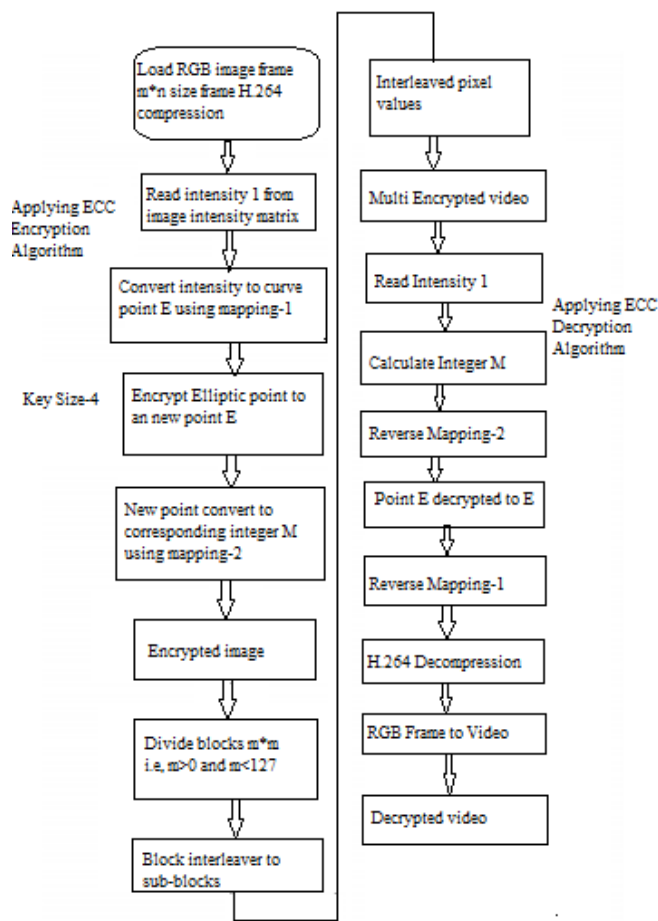 Load RGB image frame
m*n size frame H.264
compression
Applying ECC
Encryption
Algorithm
Read intensity 1 from
image intensity matrix
Convert intensity to curve
point E using mapping-1
Key Size-4
Encrypt Elliptic point to
an new point E
New point convert to
corresponding integer M
using mapping-2
Encrypted image
Divide blocks m*m
i.e, m>0 and m<127
Block interleaver to
sub-blocks
Interleaved pixel
values
Multi Encrypted video
Read Intensity 1
Applying ECC
Decryption
Algorithm
Calculate Integer M
Reverse Mapping-2
Point E decrypted to E
Reverse Mapping-1
H.264 Decompression
RGB Frame to Video
Decrypted video